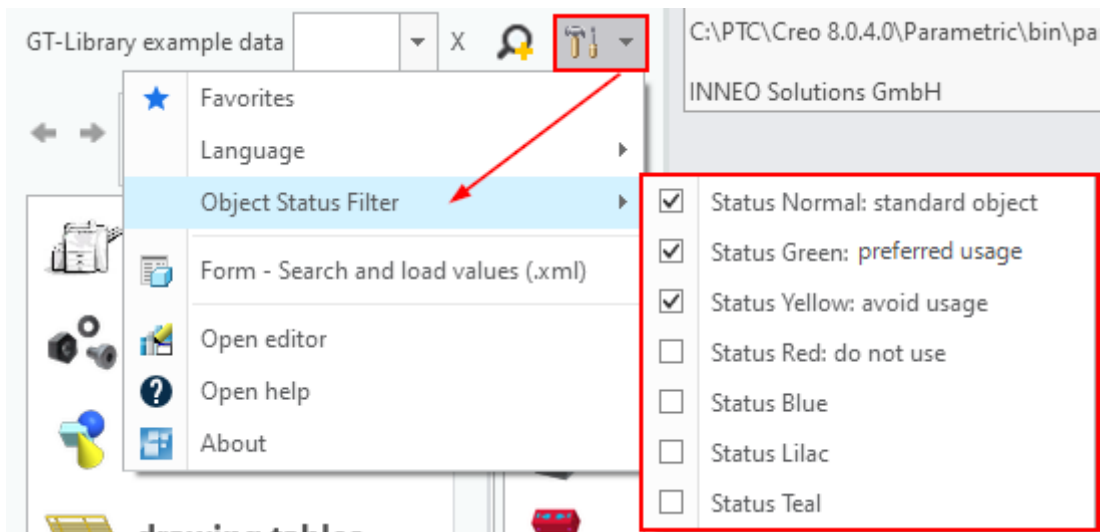 GT-Library example data
X
C:\PTC\Creo 8.0.4.0\Parametric\bin\pa
INNEO Solutions GmbH
Favorites
Language
Object Status Filter
Form - Search and load values (.xml)
Open editor
Open help
About
Status Normal: standard object
Status Green: preferred usage
Status Yellow: avoid usage
Status Red: do not use
Status Blue
Status Lilac
Status Teal
drawing tables